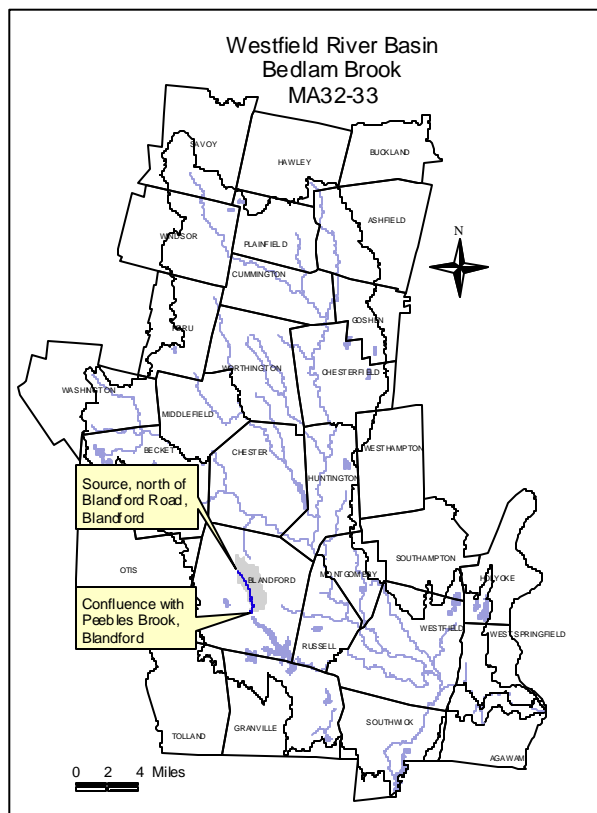 Westfield River Basin
Bedlam Brook
MA32-33
SAVOY
HAWLEY
BUCKLAND
ASHFIELD
WINDSOR
PLAINFIELD
N
CUMMINGTON
GOSHEN
PERU
WORTHINGTON
CHESTERFIELD
WASHINGTON
MIDDLEFIELD
BECKET
CHESTER
WESTHAMPTON
HUNTINGTON
Source, north of
Blandford Road,
Blandford
SOUTHAMPTON
OTIS
BLANDFORD
MONTGOMERY
HOLYOKE
Confluence with
Peebles Brook,
Blandford
WESTFIELD
WEST SPRINGFIELD
RUSSELL
TOLLAND
GRANVILLE
SOUTHWICK
AGAWAM
0 2 4 Miles